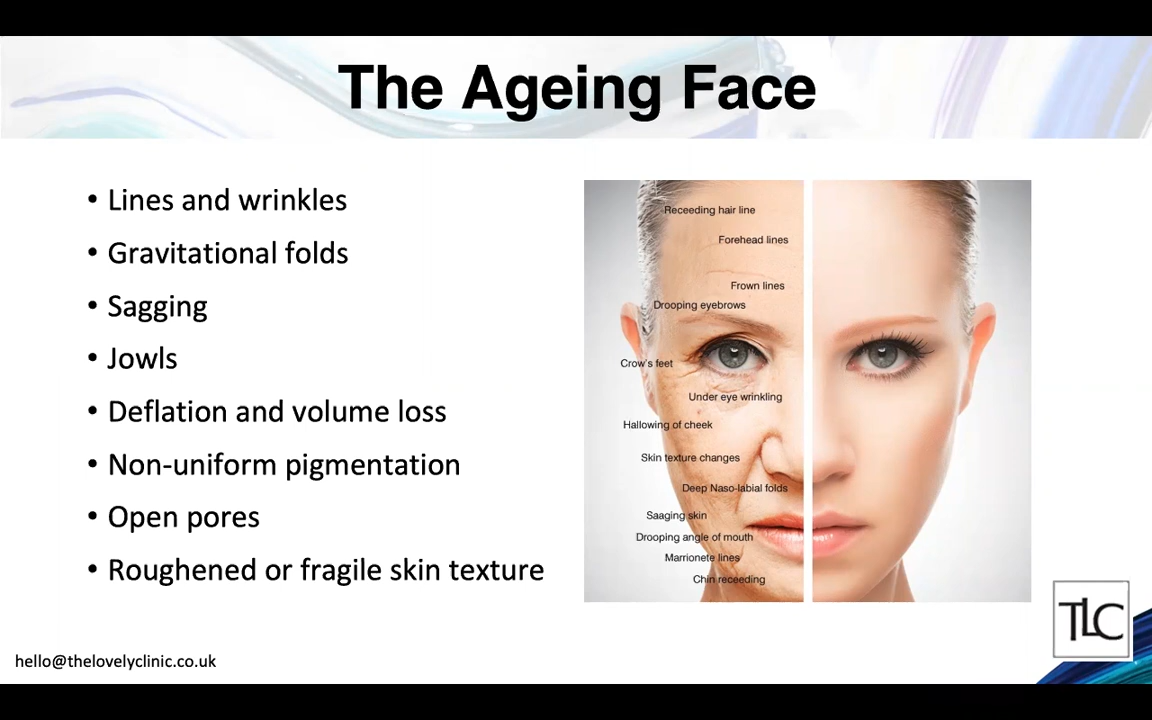 The Ageing Face
• Lines and wrinkles
• Gravitational folds
• Sagging
• Jowls
• Deflation and volume loss
• Non-uniform pigmentation
• Open pores
• Roughened or fragile skin texture
Receeding hair line
Forehead lines
Frown lines
Drooping eyebrows
Crow's feet
Under eye wrinkling
Hallowing of cheek
Skin texture changes
Deep Naso-labial folds
Saaging skin
Drooping angle of mouth
Marrionete lines
Chin receeding
TLC
hello@thelovelyclinic.co.uk